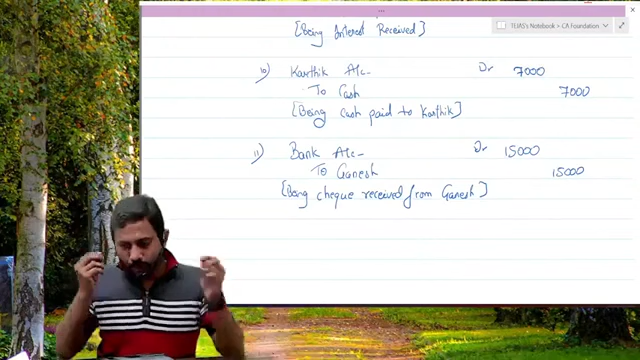 [Being Interest Received]
TEJAS's Notebook > CA Foundation
10) Karthik A/c Dr 7000
To Cash 7000
[Being cash paid to Karthik]
11) Bank A/c Dr 15000
To Ganesh 15000
[Being cheque received from Ganesh]